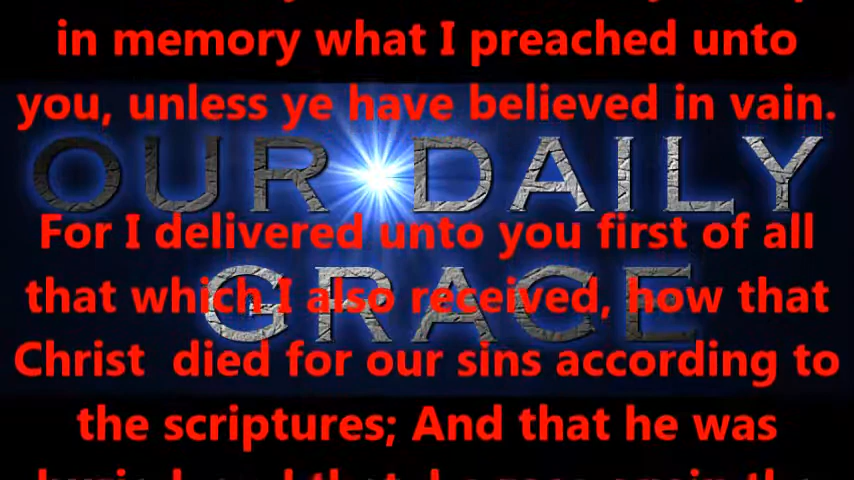 in memory what I preached unto
you, unless ye have believed in vain.
OUR DAILY
For I delivered unto you first of all
GRACE
that which I also received, how that
Christ died for our sins according to
the scriptures; And that he was